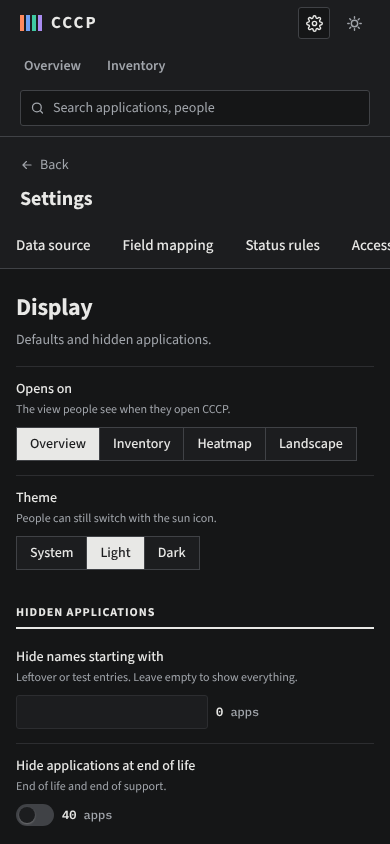 CCCP
Overview Inventory
Search applications, people
← Back
Settings
Data source Field mapping Status rules Access
Display
Defaults and hidden applications.
Opens on
The view people see when they open CCCP.
Overview Inventory Heatmap Landscape
Theme
People can still switch with the sun icon.
System Light Dark
HIDDEN APPLICATIONS
Hide names starting with
Leftover or test entries. Leave empty to show everything.
0 apps
Hide applications at end of life
End of life and end of support.
40 apps